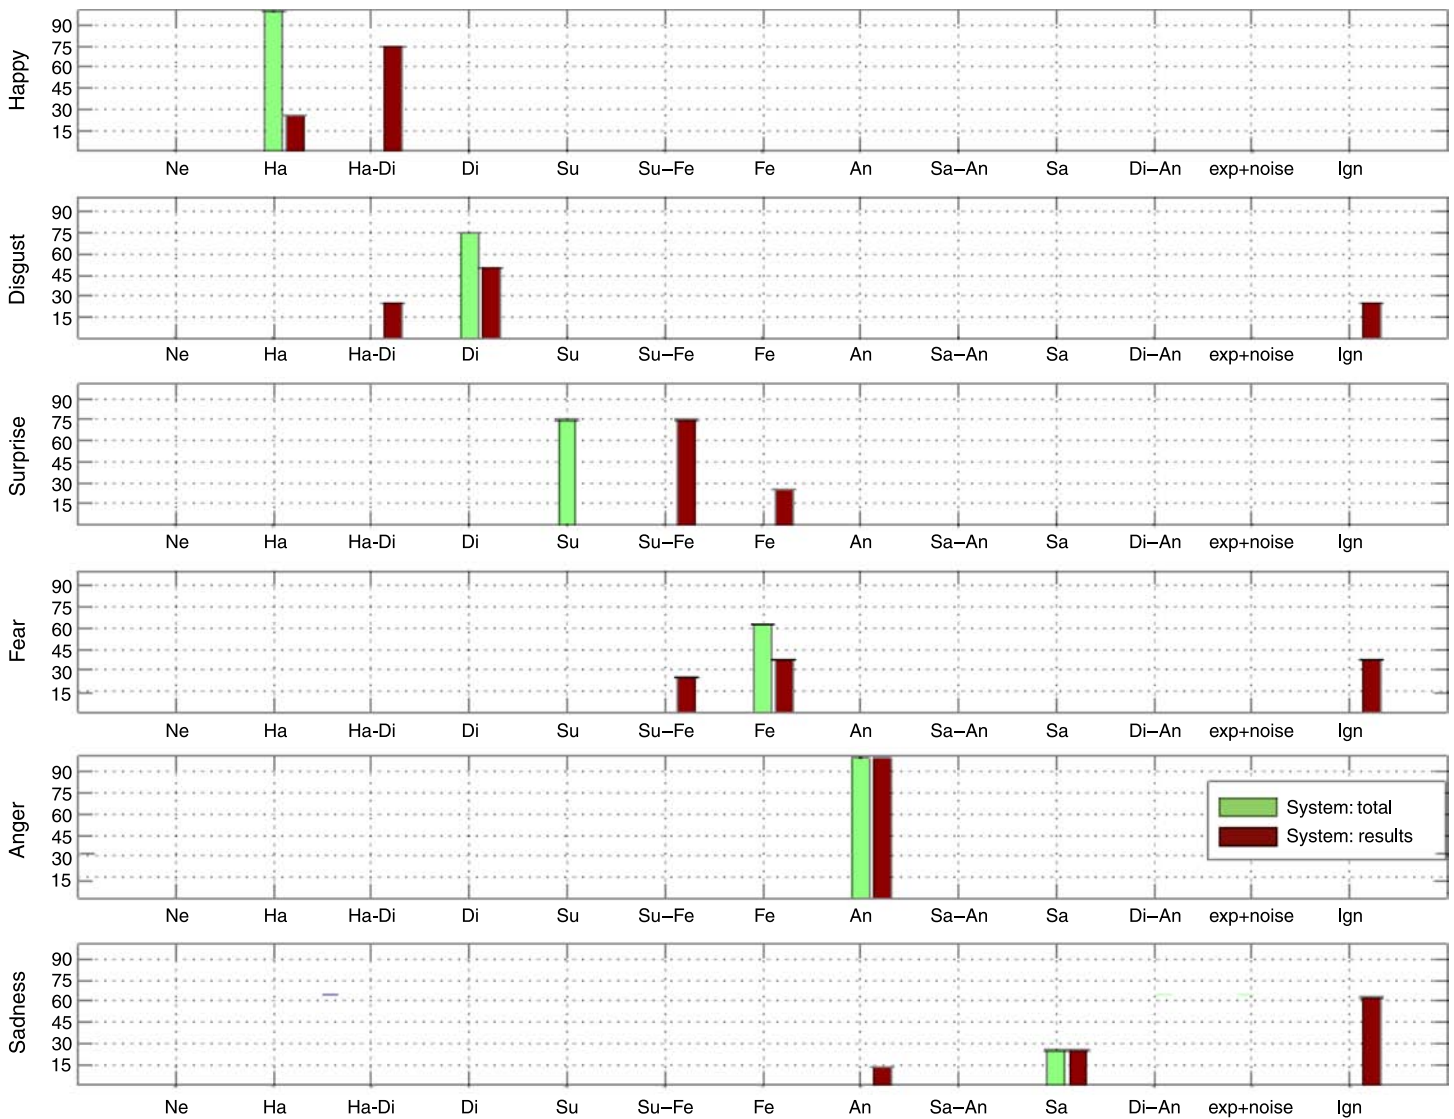 Happy
90
75
60
45
30
15
Ne Ha Ha-Di Di Su Su–Fe Fe An Sa–An Sa Di–An exp+noise Ign
Disgust
90
75
60
45
30
15
Ne Ha Ha-Di Di Su Su–Fe Fe An Sa–An Sa Di–An exp+noise Ign
Surprise
90
75
60
45
30
15
Ne Ha Ha-Di Di Su Su–Fe Fe An Sa–An Sa Di–An exp+noise Ign
Fear
90
75
60
45
30
15
Ne Ha Ha-Di Di Su Su–Fe Fe An Sa–An Sa Di–An exp+noise Ign
Anger
90
75
60
45
30
15
System: total
System: results
Ne Ha Ha-Di Di Su Su–Fe Fe An Sa–An Sa Di–An exp+noise Ign
Sadness
90
75
60
45
30
15
Ne Ha Ha-Di Di Su Su–Fe Fe An Sa–An Sa Di–An exp+noise Ign